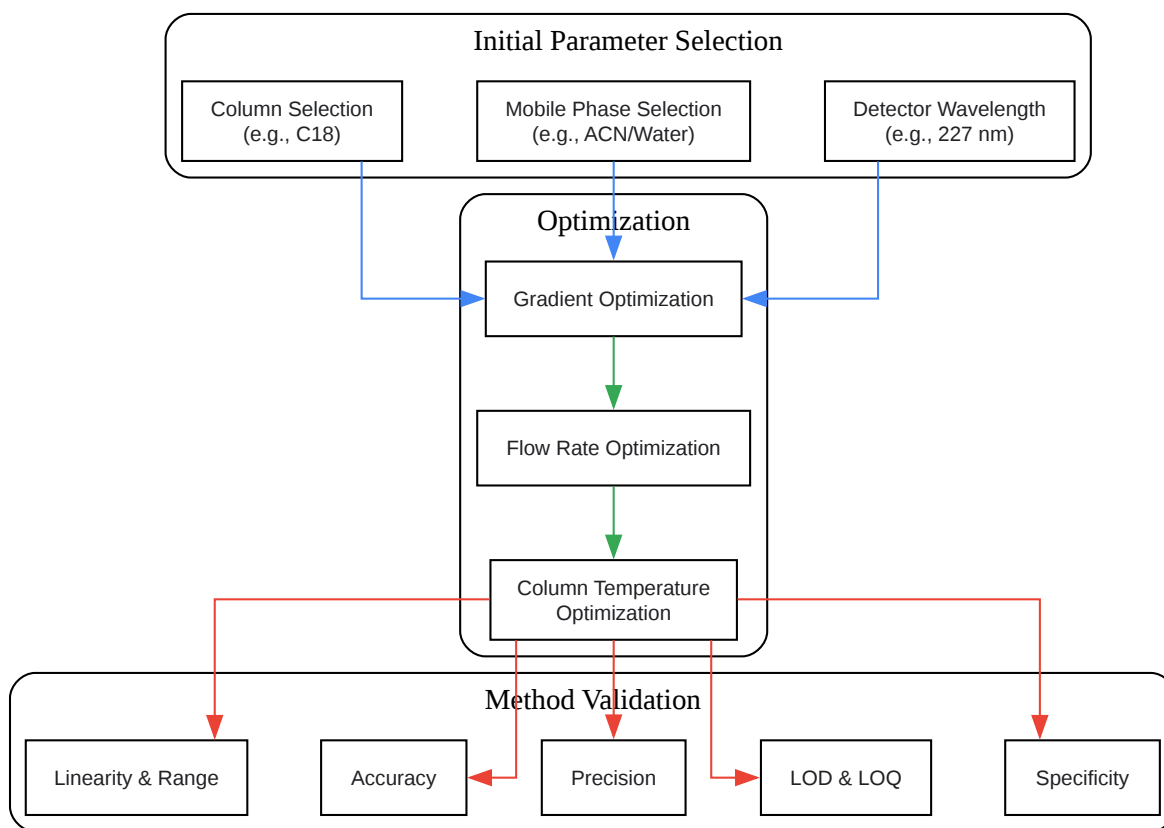 Initial Parameter Selection
Column Selection
(e.g., C18)
Mobile Phase Selection
(e.g., ACN/Water)
Detector Wavelength
(e.g., 227 nm)
Optimization
Gradient Optimization
Flow Rate Optimization
Column Temperature
Optimization
Method Validation
Linearity & Range
Accuracy
Precision
LOD & LOQ
Specificity